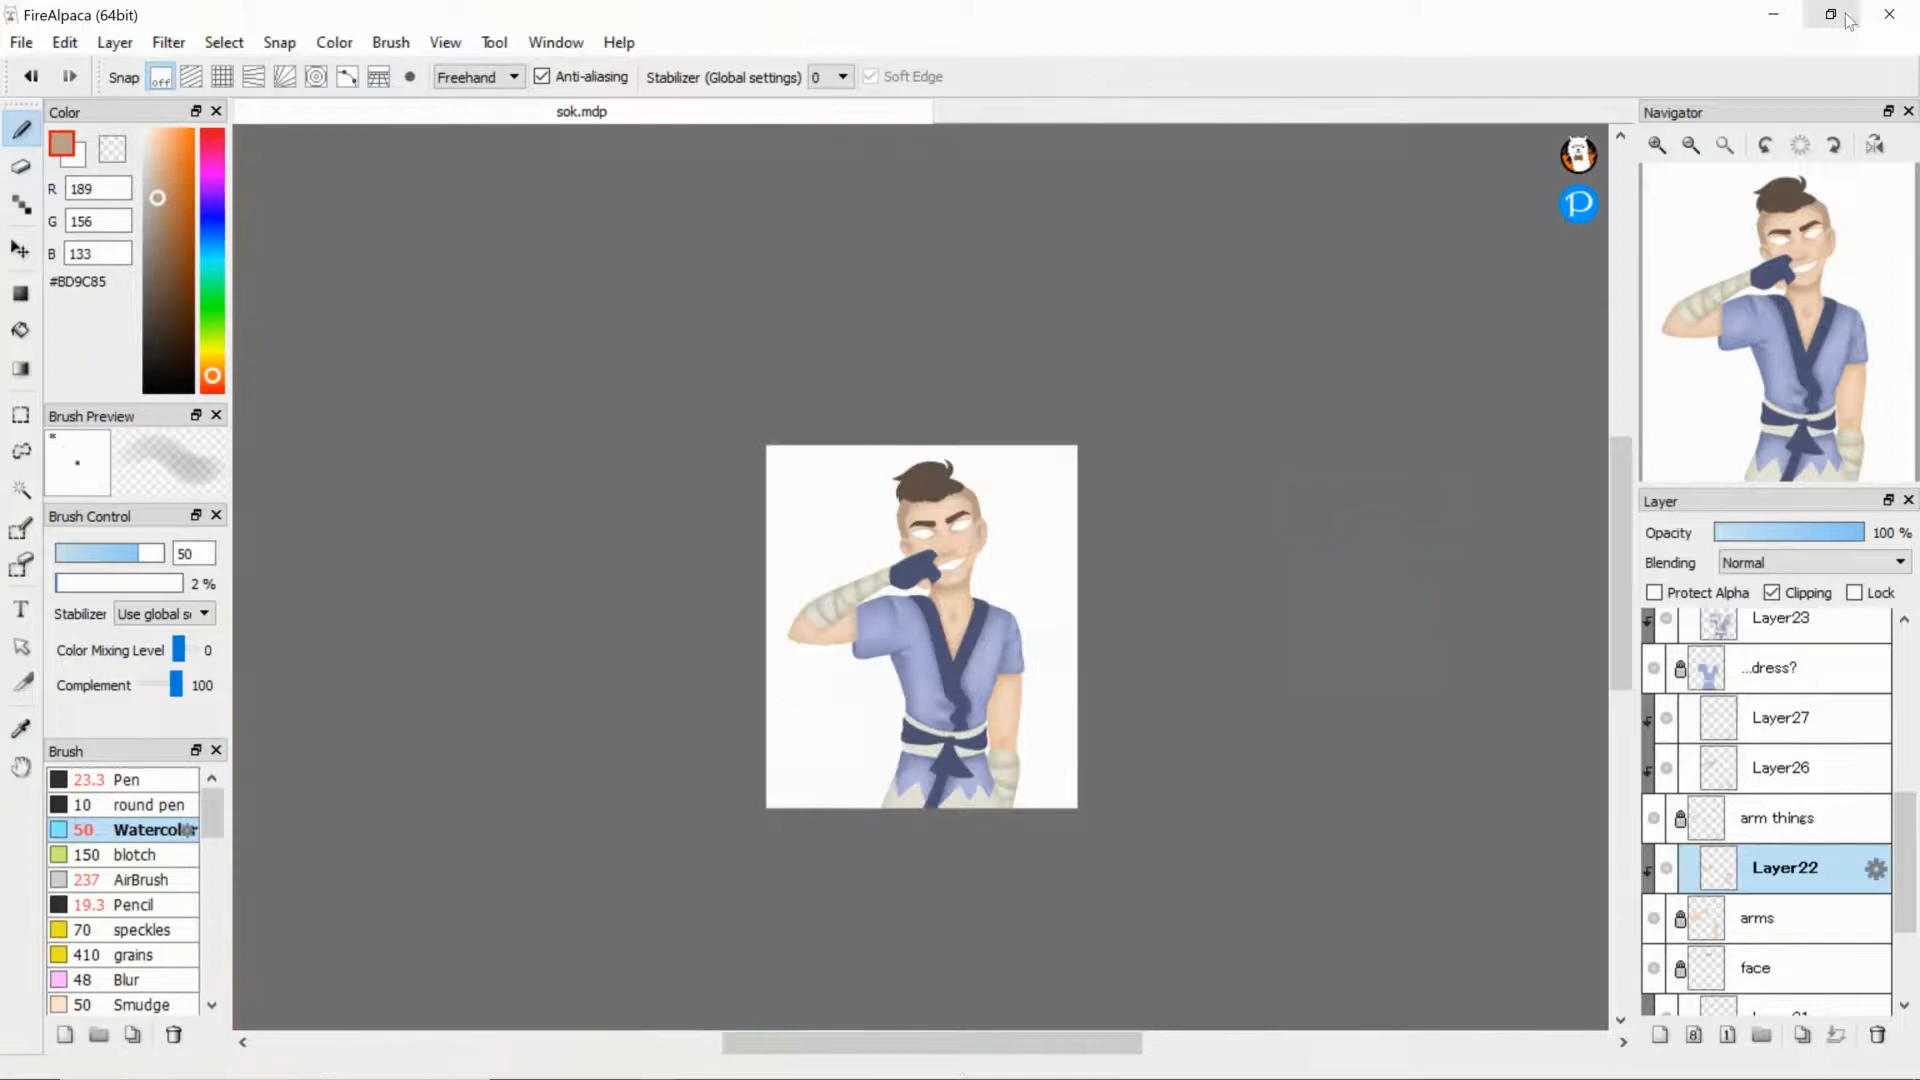 FireAlpaca (64bit)
File Edit Layer Filter Select Snap Color Brush View Tool Window Help
Snap off Freehand Anti-aliasing Stabilizer (Global settings) 0 Soft Edge
Color
R 189
G 156
B 133
#BD9C85
Brush Preview
Brush Control
50
2 %
Stabilizer Use global s
Color Mixing Level 0
Complement 100
Brush
23.3 Pen
10 round pen
50 Watercolor
150 blotch
237 AirBrush
19.3 Pencil
70 speckles
410 grains
48 Blur
50 Smudge
sok.mdp
P
Navigator
Layer
Opacity 100 %
Blending Normal
Protect Alpha Clipping Lock
Layer23
...dress?
Layer27
Layer26
arm things
Layer22
arms
face
8 1